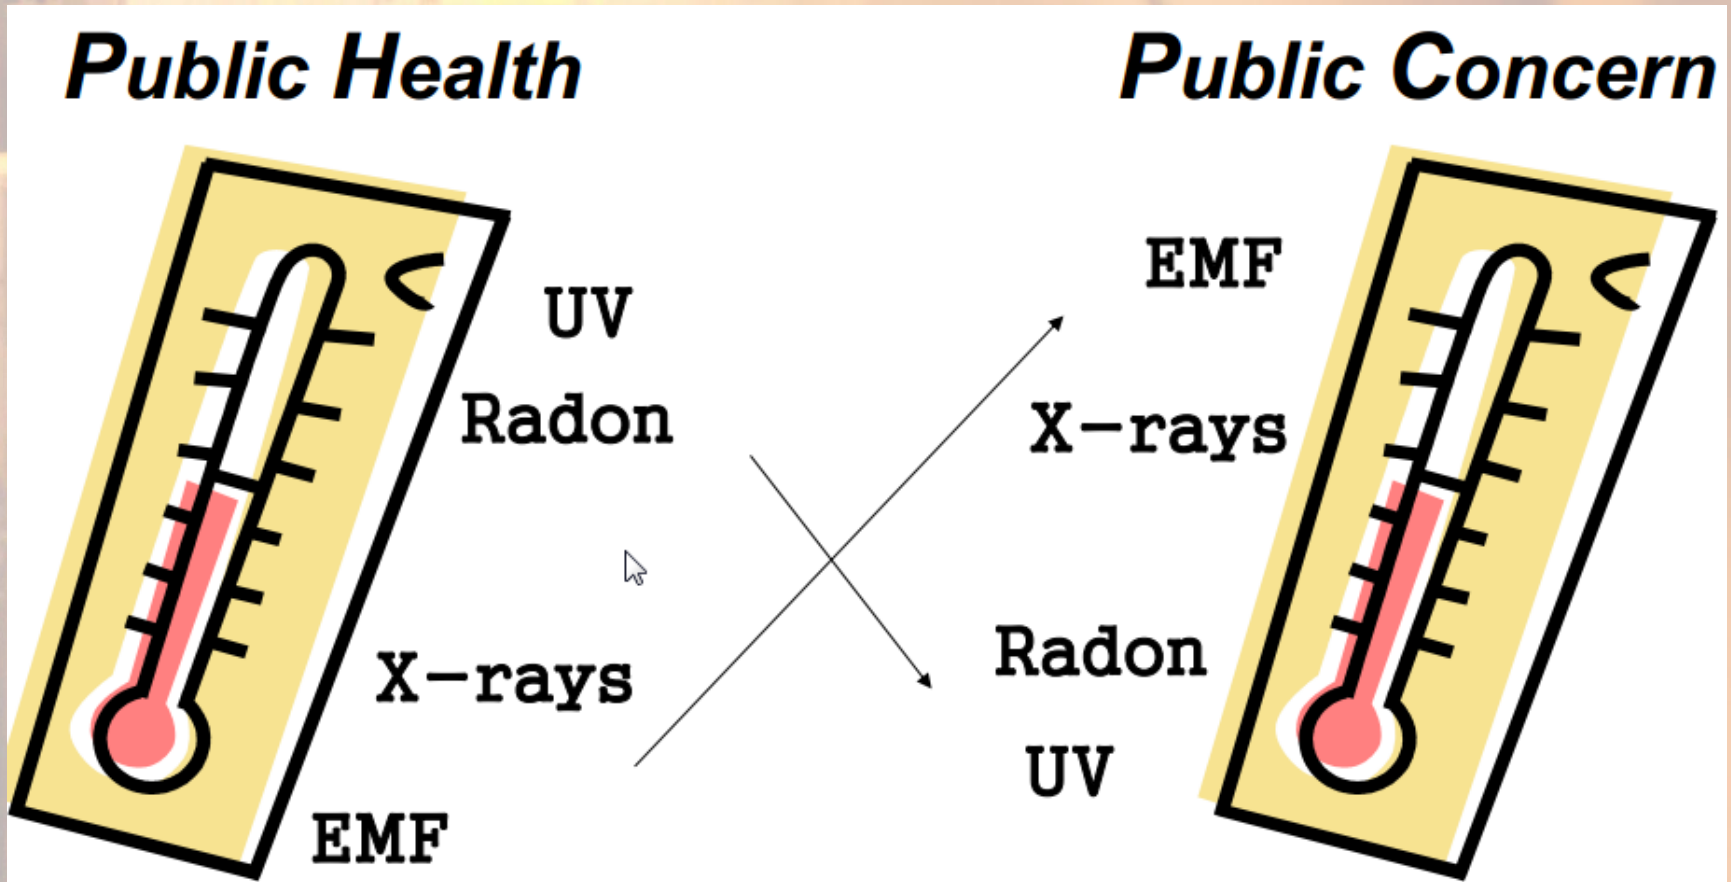 Public Health
Public Concern
UV
Radon
X-rays
EMF
EMF
X-rays
Radon
UV